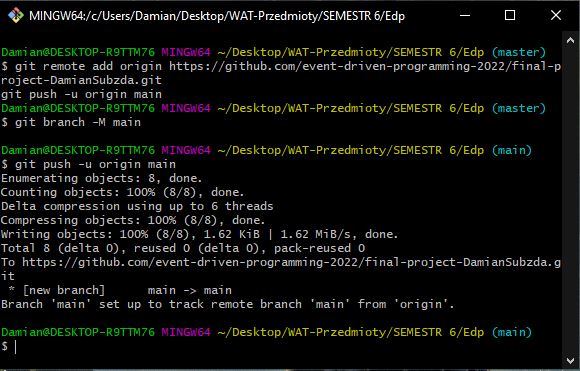 MINGW64:/c/Users/Damian/Desktop/WAT-Przedmioty/SEMESTR 6/Edp
Damian@DESKTOP-R9TTM76 MINGW64 ~/Desktop/WAT-Przedmioty/SEMESTR 6/Edp (master)
$ git remote add origin https://github.com/event-driven-programming-2022/final-p
roject-DamianSubzda.git
git push -u origin main
Damian@DESKTOP-R9TTM76 MINGW64 ~/Desktop/WAT-Przedmioty/SEMESTR 6/Edp (master)
$ git branch -M main
Damian@DESKTOP-R9TTM76 MINGW64 ~/Desktop/WAT-Przedmioty/SEMESTR 6/Edp (main)
$ git push -u origin main
Enumerating objects: 8, done.
Counting objects: 100% (8/8), done.
Delta compression using up to 6 threads
Compressing objects: 100% (8/8), done.
Writing objects: 100% (8/8), 1.62 KiB | 1.62 MiB/s, done.
Total 8 (delta 0), reused 0 (delta 0), pack-reused 0
To https://github.com/event-driven-programming-2022/final-project-DamianSubzda.g
it
 * [new branch]      main -> main
Branch 'main' set up to track remote branch 'main' from 'origin'.
Damian@DESKTOP-R9TTM76 MINGW64 ~/Desktop/WAT-Przedmioty/SEMESTR 6/Edp (main)
$